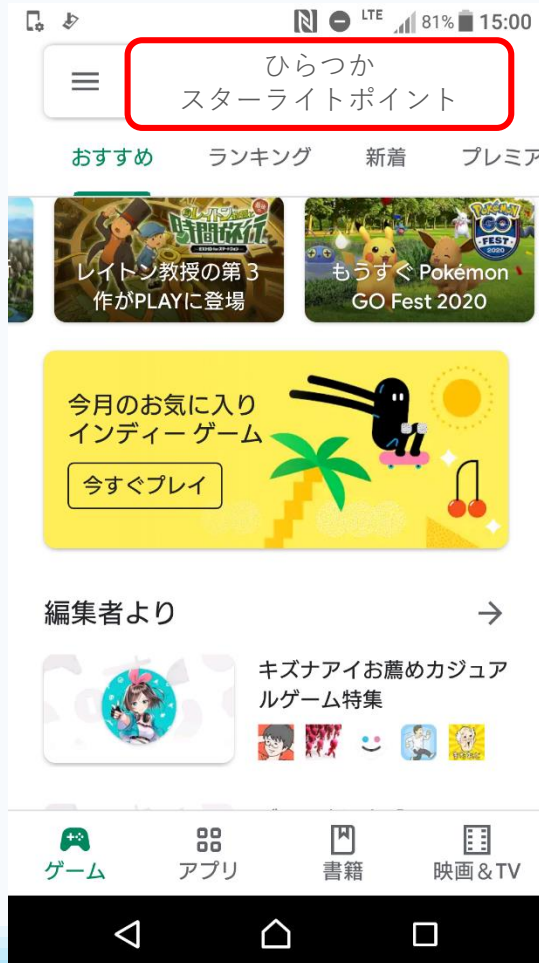 LTE 81% 15:00
ひらつか
スターライトポイント
おすすめ ランキング 新着 プレミア
レイトン教授の第3
作がPLAYに登場
GO
FEST
2020
もうすぐ Pokémon
GO Fest 2020
今月のお気に入り
インディー ゲーム
今すぐプレイ
編集者より
キズナアイお薦めカジュア
ルゲーム特集
ゲーム アプリ 書籍 映画&TV